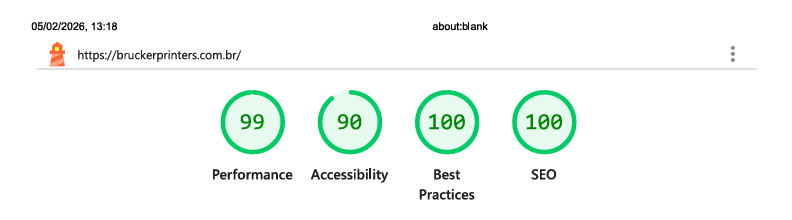 05/02/2026, 13:18 about:blank
https://bruckerprinters.com.br/
99 90 100 100
Performance Accessibility Best Practices SEO